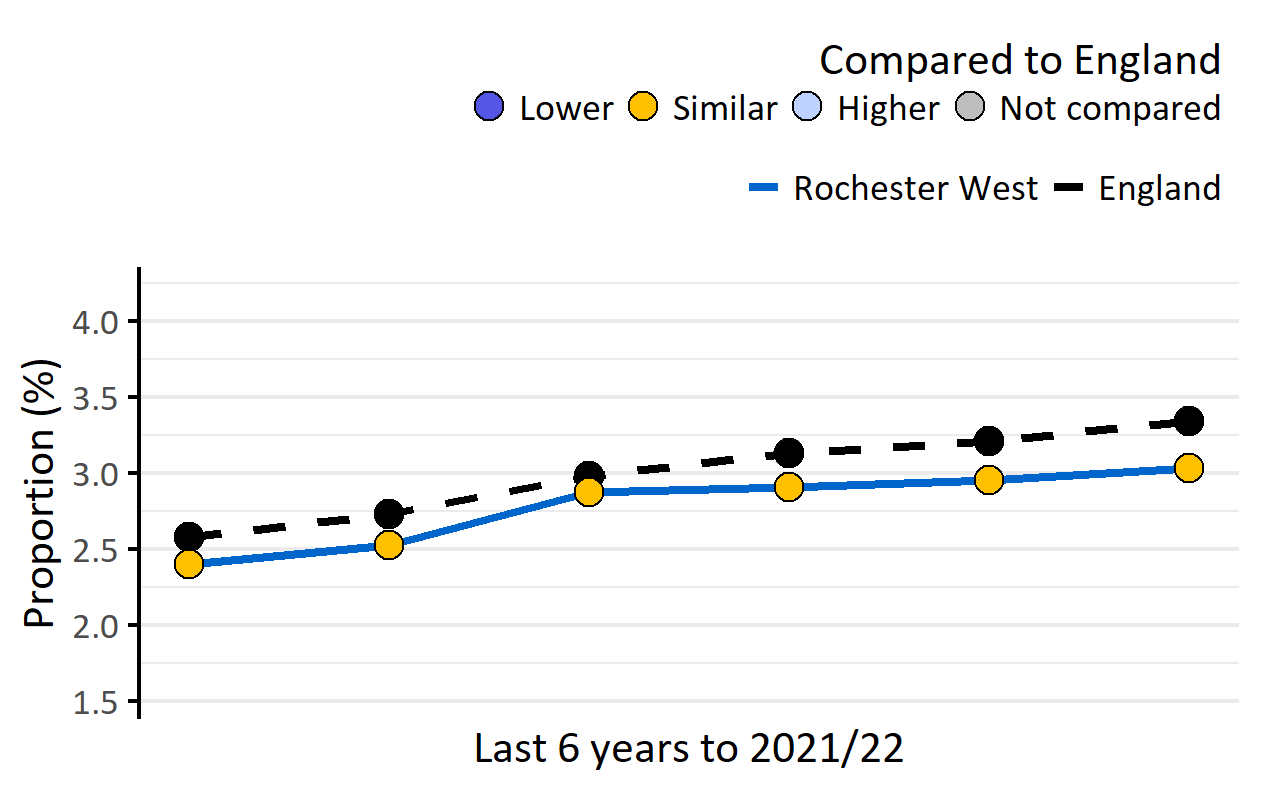 Compared to England
Lower Similar Higher Not compared
Rochester West England
Proportion (%)
4.0
3.5
3.0
2.5
2.0
1.5
Last 6 years to 2021/22